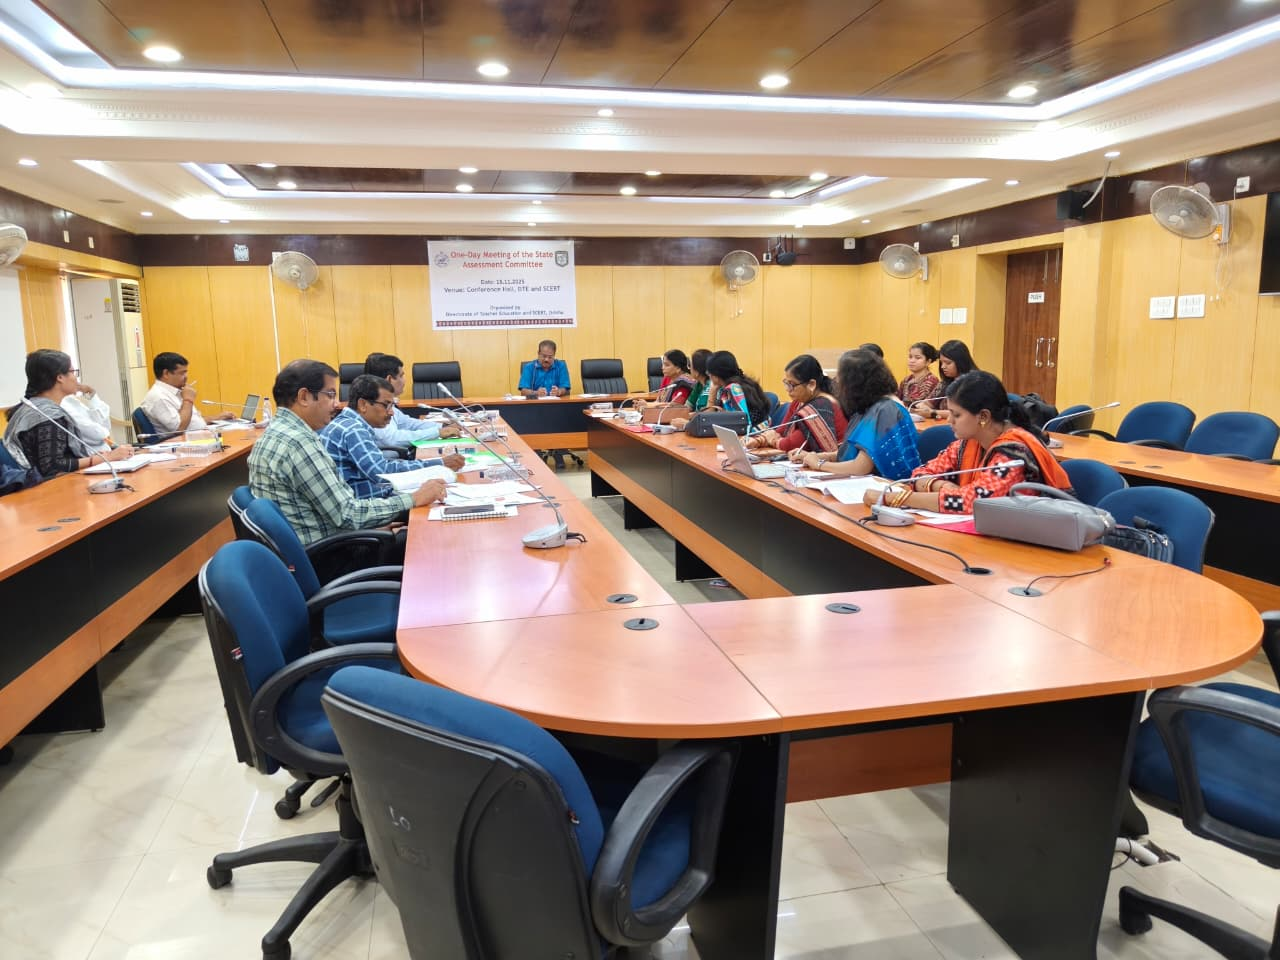 One-Day Meeting of the State
Assessment Committee
Date: 18.11.2025
Venue: Conference Hall, DTE and SCERT
Organised by
Directorate of Teacher Education and SCERT, Odisha
PUSH